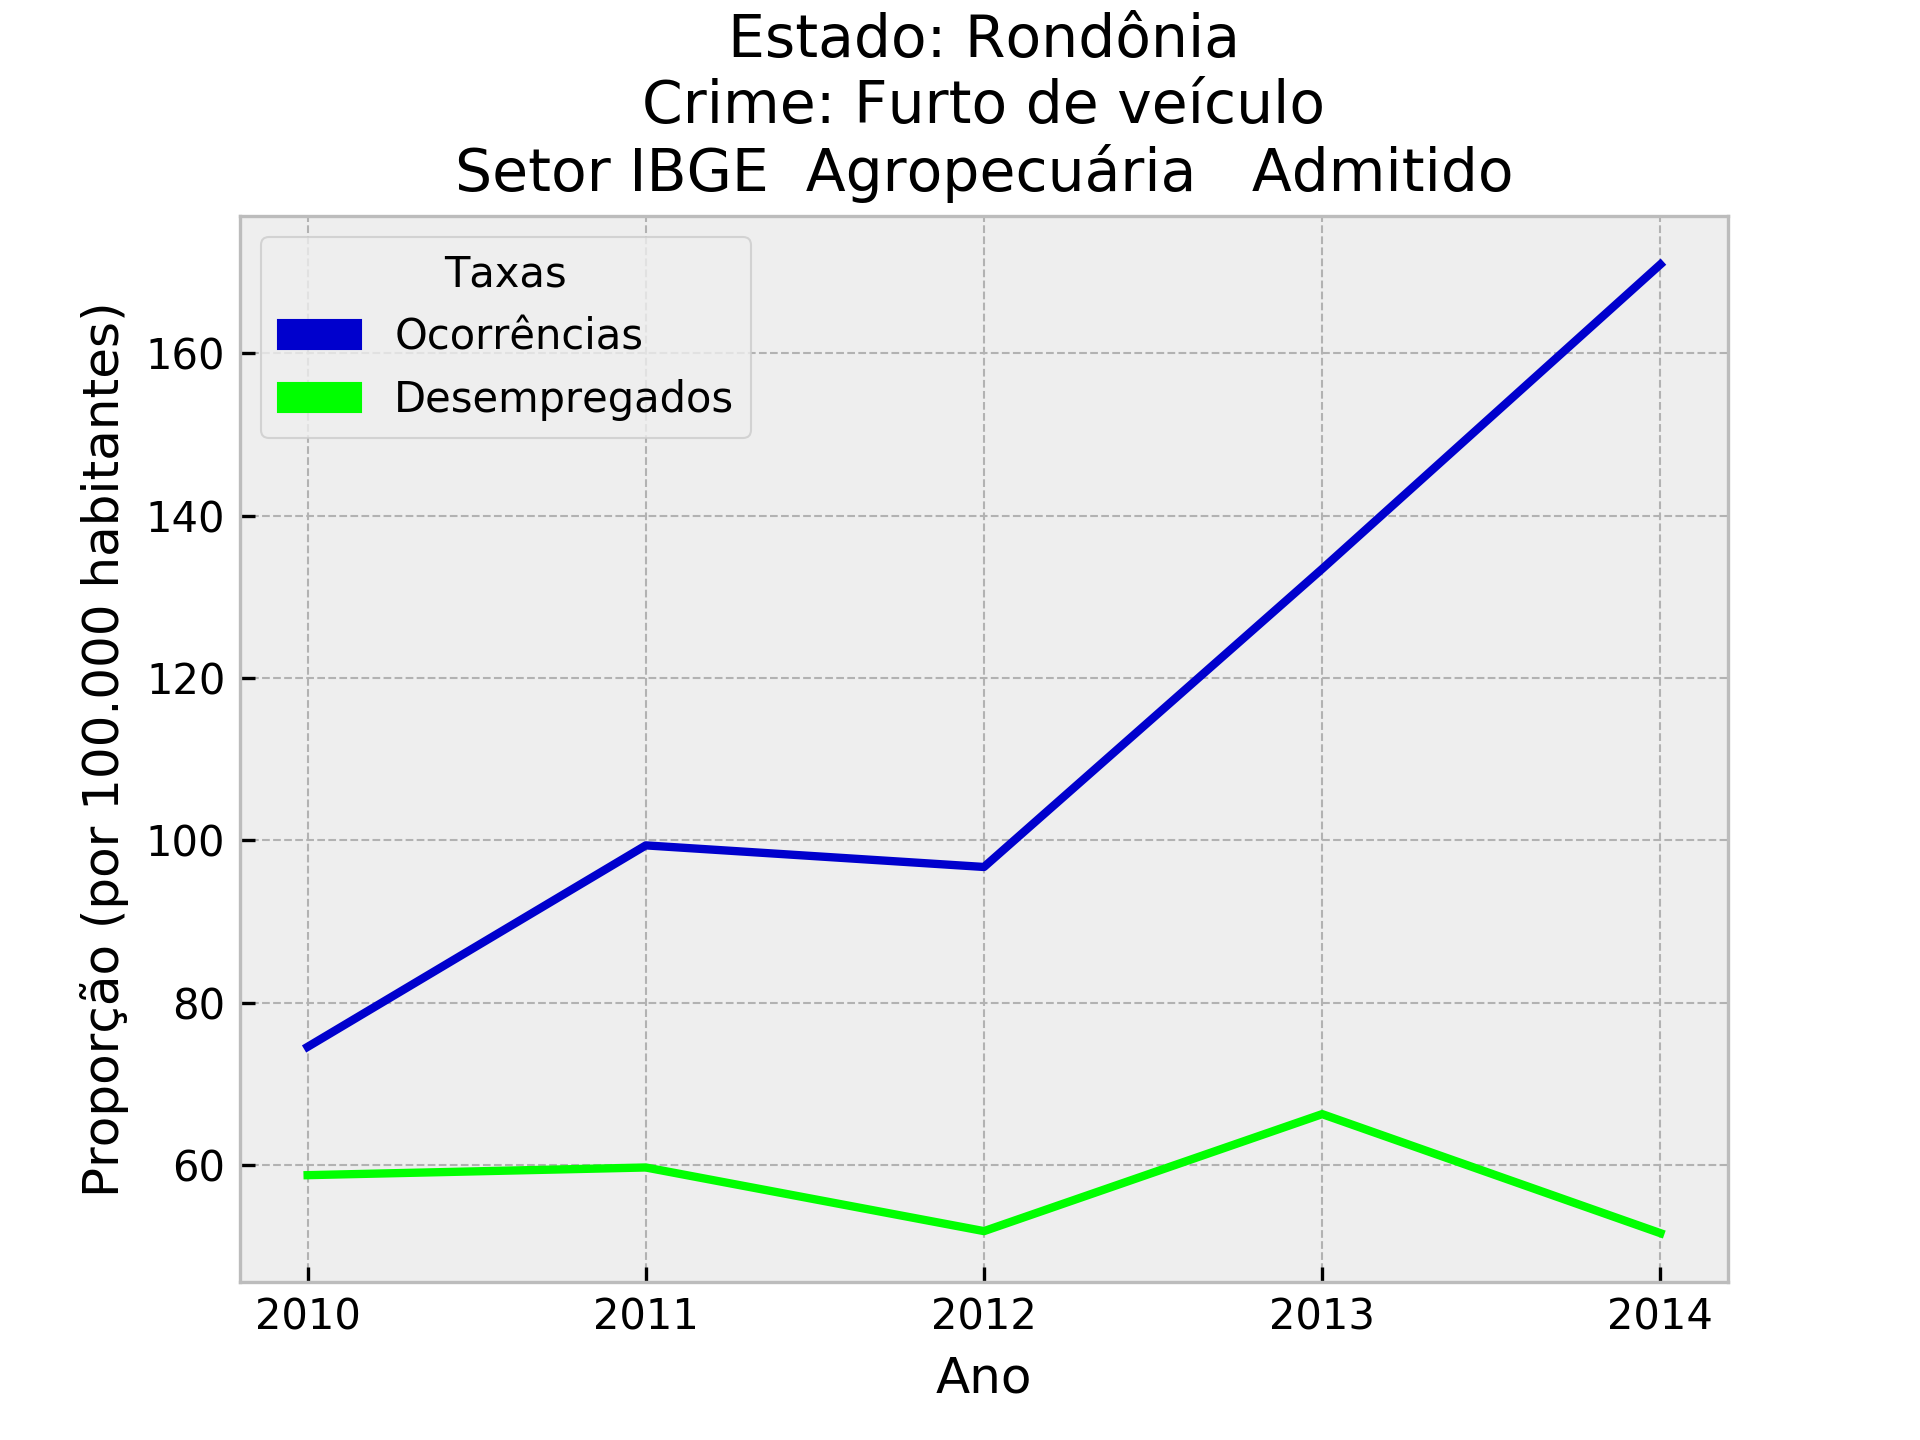 Estado: Rondônia
Crime: Furto de veículo
Setor IBGE  Agropecuária   Admitido
Taxas
Ocorrências
Desempregados
Proporção (por 100.000 habitantes)
160
140
120
100
80
60
2010 2011 2012 2013 2014
Ano